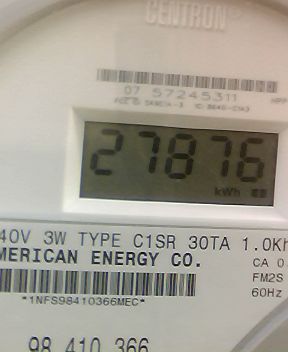 CENTRON®
07 57245311
27876
kWh
40V 3W TYPE C1SR 30TA 1.0Kh
MERICAN ENERGY CO.
CA 0
FM2S
60Hz
*1NFS98410366MEC*
98 410 366